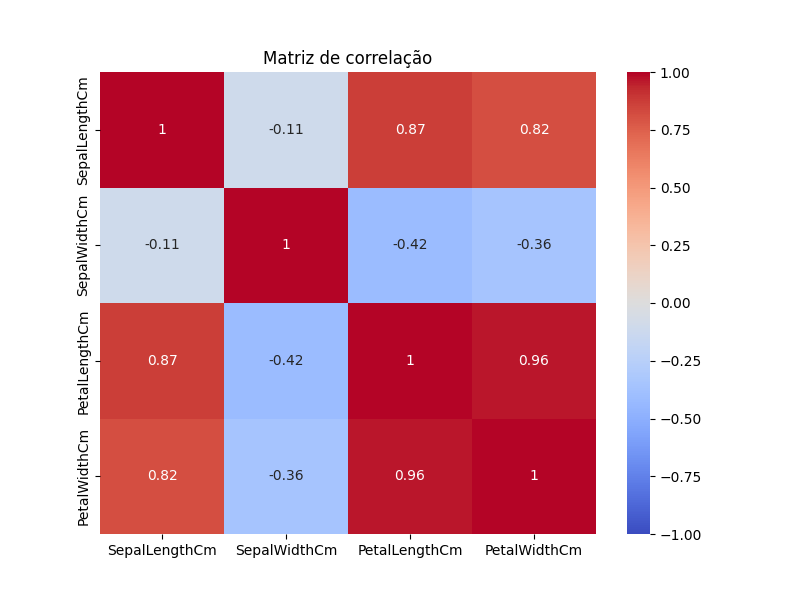 Matriz de correlação
SepalLengthCm
1 -0.11 0.87 0.82
SepalWidthCm
-0.11 1 -0.42 -0.36
PetalLengthCm
0.87 -0.42 1 0.96
PetalWidthCm
0.82 -0.36 0.96 1
SepalLengthCm SepalWidthCm PetalLengthCm PetalWidthCm
1.00
0.75
0.50
0.25
0.00
−0.25
−0.50
−0.75
−1.00